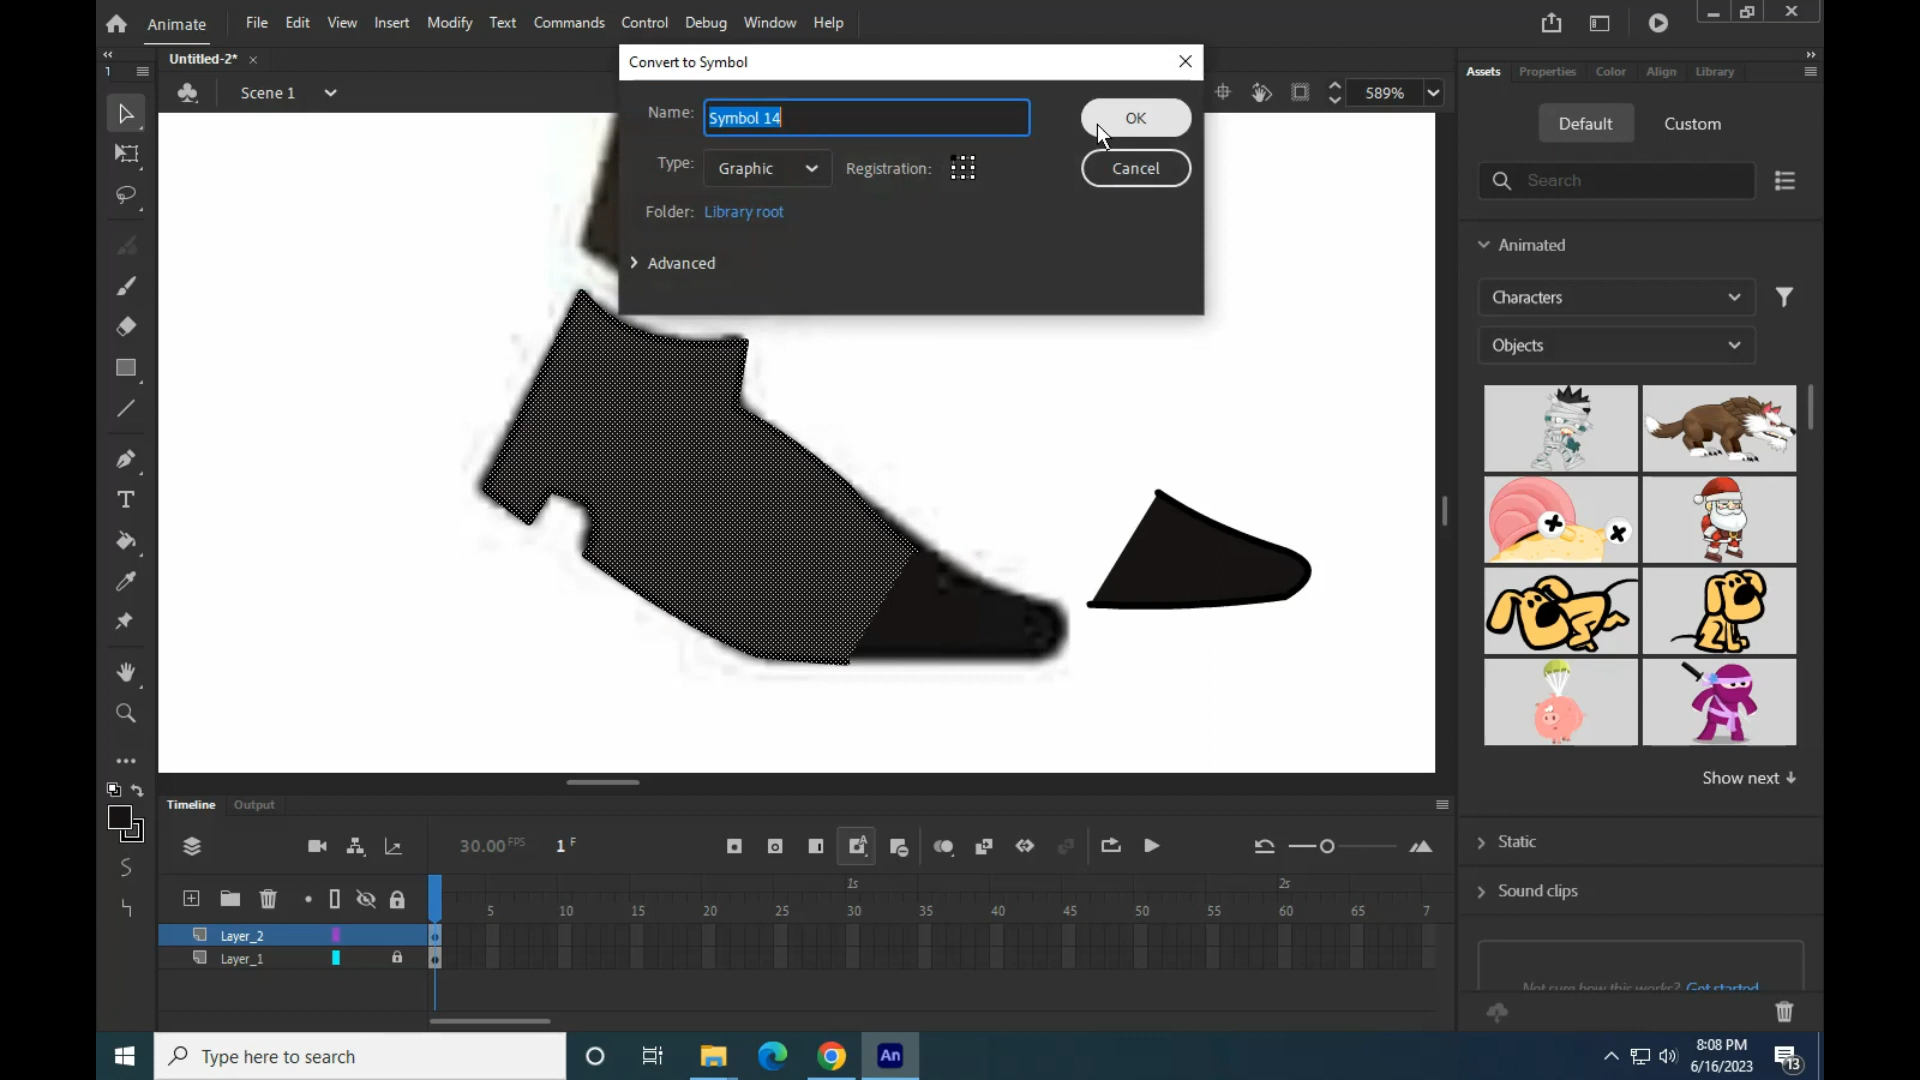 Animate
File Edit View Insert Modify Text Commands Control Debug Window Help
1
Untitled-2*
Scene 1
589%
Convert to Symbol
Name: Symbol 14
OK
Type: Graphic Registration:
Cancel
Folder: Library root
Advanced
Assets Properties Color Align Library
Default Custom
Search
Animated
Characters
Objects
Show next
Static
Sound clips
Not sure how this works? Get started
Timeline Output
30.00 FPS 1 F
1s 2s
5 10 15 20 25 30 35 40 45 50 55 60 65 7
Layer_2
Layer_1
Type here to search
An
8:08 PM
6/16/2023
13